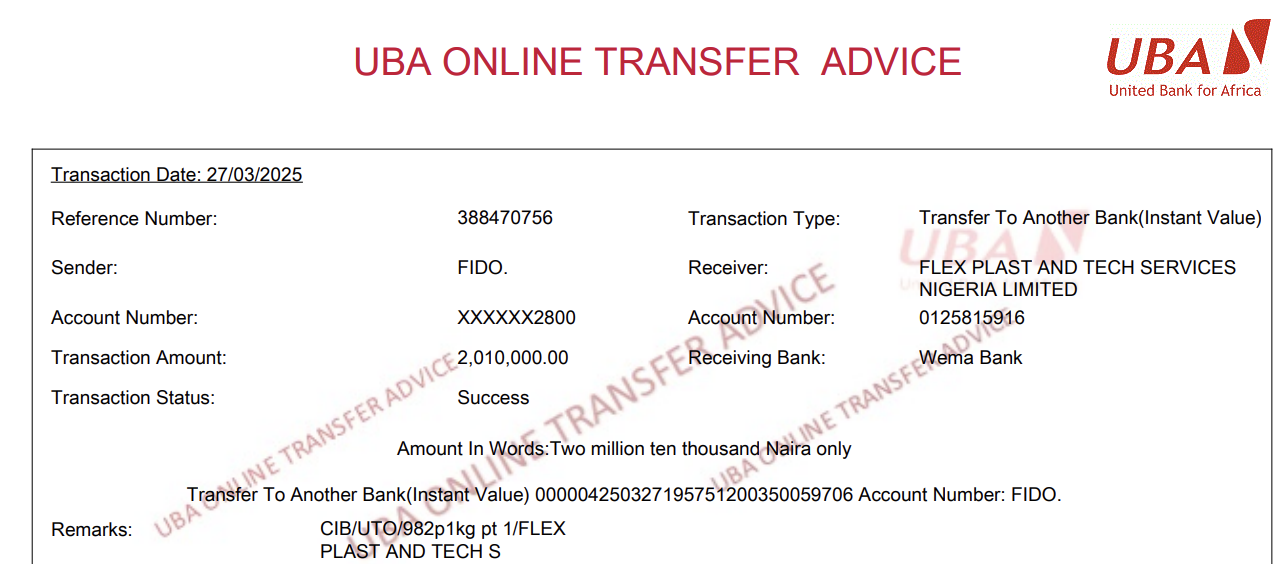 UBA ONLINE TRANSFER ADVICE
UBA
United Bank for Africa
Transaction Date: 27/03/2025
Reference Number: 388470756 Transaction Type: Transfer To Another Bank(Instant Value)
UBA
Sender: FIDO. Receiver: FLEX PLAST AND TECH SERVICES
NIGERIA LIMITED
Account Number: XXXXXX2800 Account Number: 0125815916
Transaction Amount: 2,010,000.00 Receiving Bank: Wema Bank
Transaction Status: Success
UBA ONLINE TRANSFER ADVICE
UBA ONLINE TRANSFER ADVICE
UBA ONLINE TRANSFER ADVICE
Amount In Words:Two million ten thousand Naira only
Transfer To Another Bank(Instant Value) 000004250327195751200350059706 Account Number: FIDO.
Remarks: CIB/UTO/982p1kg pt 1/FLEX
PLAST AND TECH S